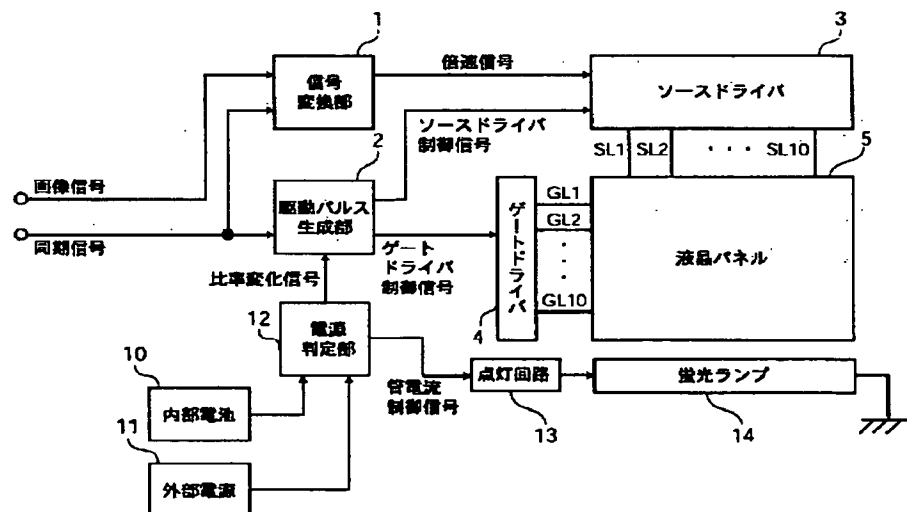 1
信号
変換部
倍速信号
3
ソースドライバ
ソースドライバ
制御信号
SL1
SL2
・・・
SL10
5
2
画像信号
駆動パルス
生成部
同期信号
ゲート
ドライバ
制御信号
ゲートドライバ
4
GL1
GL2
・・・
GL10
液晶パネル
比率変化信号
12
電源
判定部
管電流
制御信号
点灯回路
13
蛍光ランプ
14
10
内部電池
11
外部電源